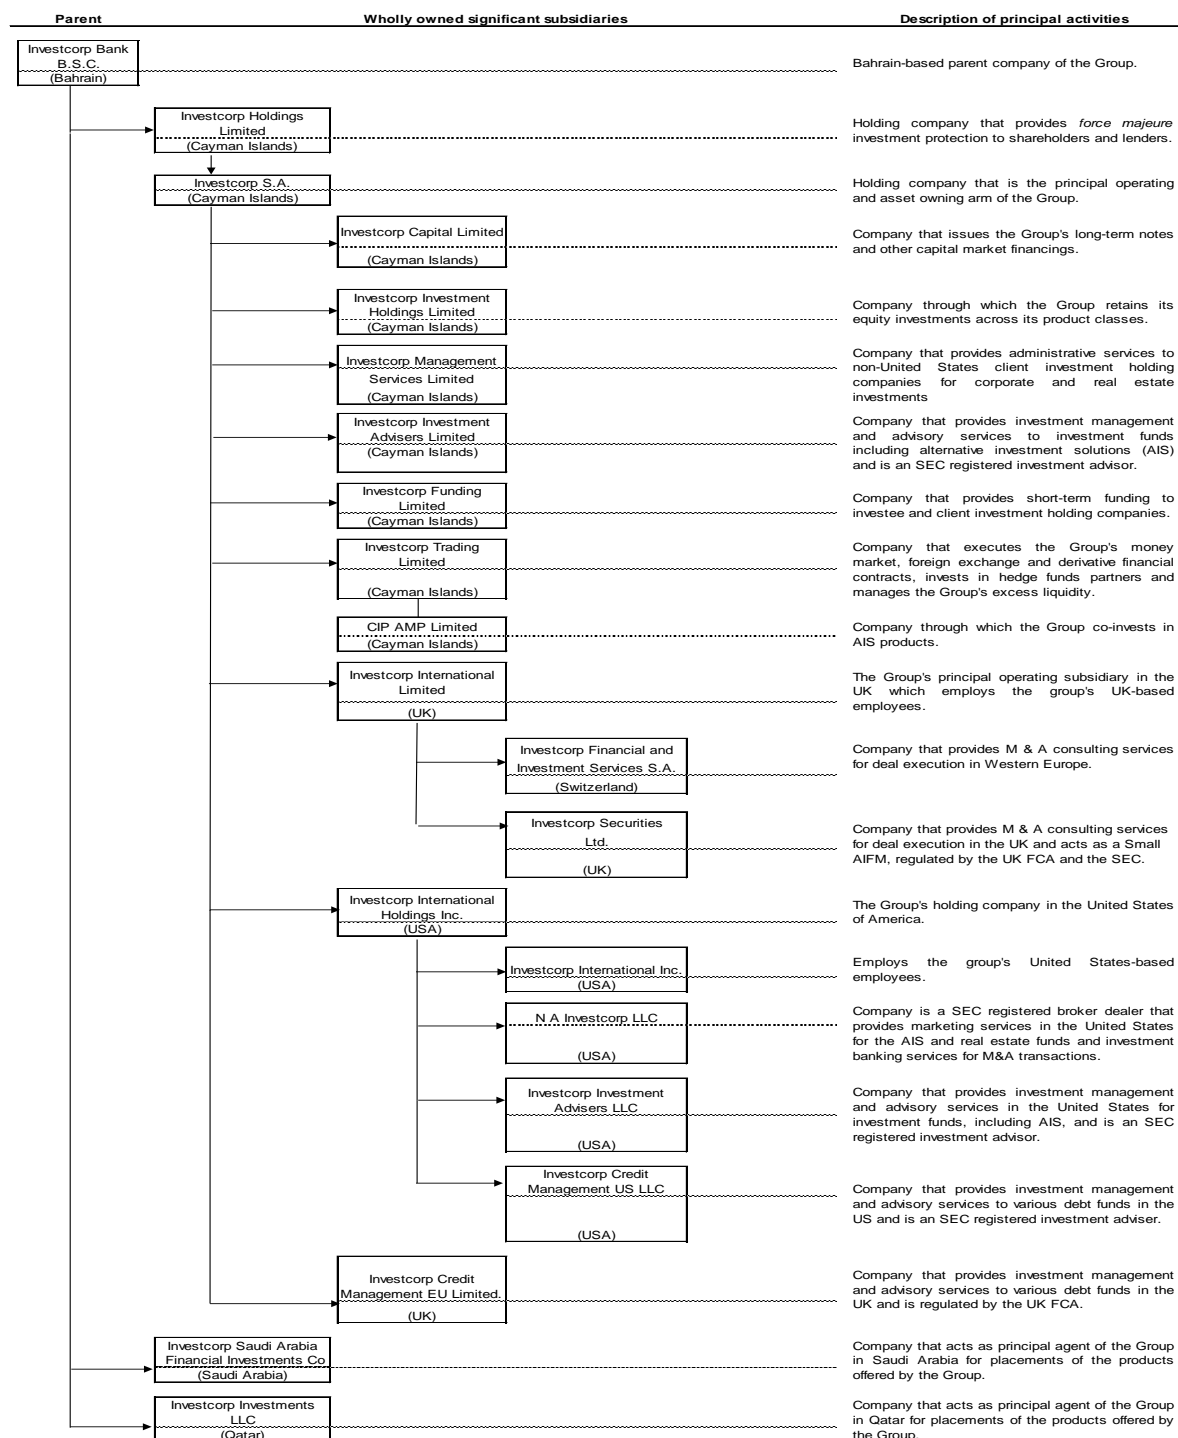 Parent Wholly owned significant subsidiaries Description of principal activities
Investcorp Bank
B.S.C.
(Bahrain)
Bahrain-based parent company of the Group.
Investcorp Holdings
Limited
(Cayman Islands)
Holding company that provides force majeure
investment protection to shareholders and lenders.
Investcorp S.A.
(Cayman Islands)
Holding company that is the principal operating
and asset owning arm of the Group.
Investcorp Capital Limited
(Cayman Islands)
Company that issues the Group's long-term notes
and other capital market financings.
Investcorp Investment
Holdings Limited
(Cayman Islands)
Company through which the Group retains its
equity investments across its product classes.
Investcorp Management
Services Limited
(Cayman Islands)
Company that provides administrative services to
non-United States client investment holding
companies for corporate and real estate
investments
Investcorp Investment
Advisers Limited
(Cayman Islands)
Company that provides investment management
and advisory services to investment funds
including alternative investment solutions (AIS)
and is an SEC registered investment advisor.
Investcorp Funding
Limited
(Cayman Islands)
Company that provides short-term funding to
investee and client investment holding companies.
Investcorp Trading
Limited
(Cayman Islands)
Company that executes the Group's money
market, foreign exchange and derivative financial
contracts, invests in hedge funds partners and
manages the Group's excess liquidity.
CIP AMP Limited
(Cayman Islands)
Company through which the Group co-invests in
AIS products.
Investcorp International
Limited
(UK)
The Group's principal operating subsidiary in the
UK which employs the group's UK-based
employees.
Investcorp Financial and
Investment Services S.A.
(Switzerland)
Company that provides M & A consulting services
for deal execution in Western Europe.
Investcorp Securities
Ltd.
(UK)
Company that provides M & A consulting services
for deal execution in the UK and acts as a Small
AIFM, regulated by the UK FCA and the SEC.
Investcorp International
Holdings Inc.
(USA)
The Group's holding company in the United States
of America.
Investcorp International Inc.
(USA)
Employs the group's United States-based
employees.
N A Investcorp LLC
(USA)
Company is a SEC registered broker dealer that
provides marketing services in the United States
for the AIS and real estate funds and investment
banking services for M&A transactions.
Investcorp Investment
Advisers LLC
(USA)
Company that provides investment management
and advisory services in the United States for
investment funds, including AIS, and is an SEC
registered investment advisor.
Investcorp Credit
Management US LLC
(USA)
Company that provides investment management
and advisory services to various debt funds in the
US and is an SEC registered investment adviser.
Investcorp Credit
Management EU Limited.
(UK)
Company that provides investment management
and advisory services to various debt funds in the
UK and is regulated by the UK FCA.
Investcorp Saudi Arabia
Financial Investments Co
(Saudi Arabia)
Company that acts as principal agent of the Group
in Saudi Arabia for placements of the products
offered by the Group.
Investcorp Investments
LLC
(Qatar)
Company that acts as principal agent of the Group
in Qatar for placements of the products offered by
the Group.